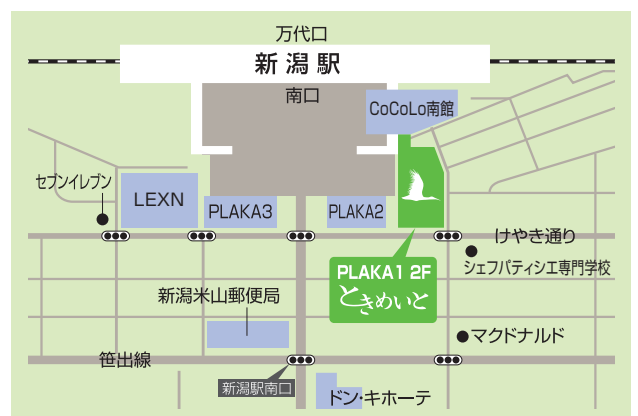 万代口
新潟駅
南口
CoCoLo南館
セブンイレブン
LEXN
PLAKA3
PLAKA2
けやき通り
シェフパティシエ専門学校
PLAKA1 2F
ときめいと
新潟米山郵便局
マクドナルド
笹出線
新潟駅南口
ドン・キホーテ